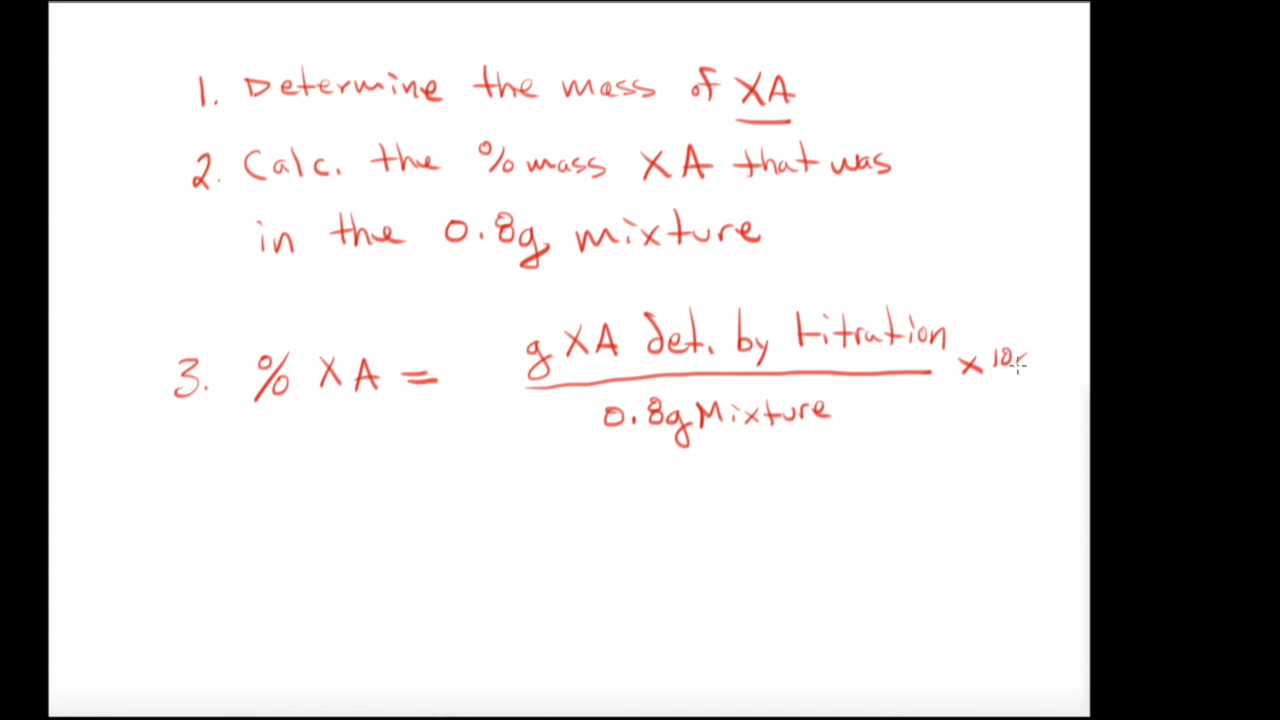 1. Determine the mass of XA
2. Calc. the % mass XA that was
in the 0.8g mixture
3. % XA = g XA det. by titration × 10
0.8g Mixture